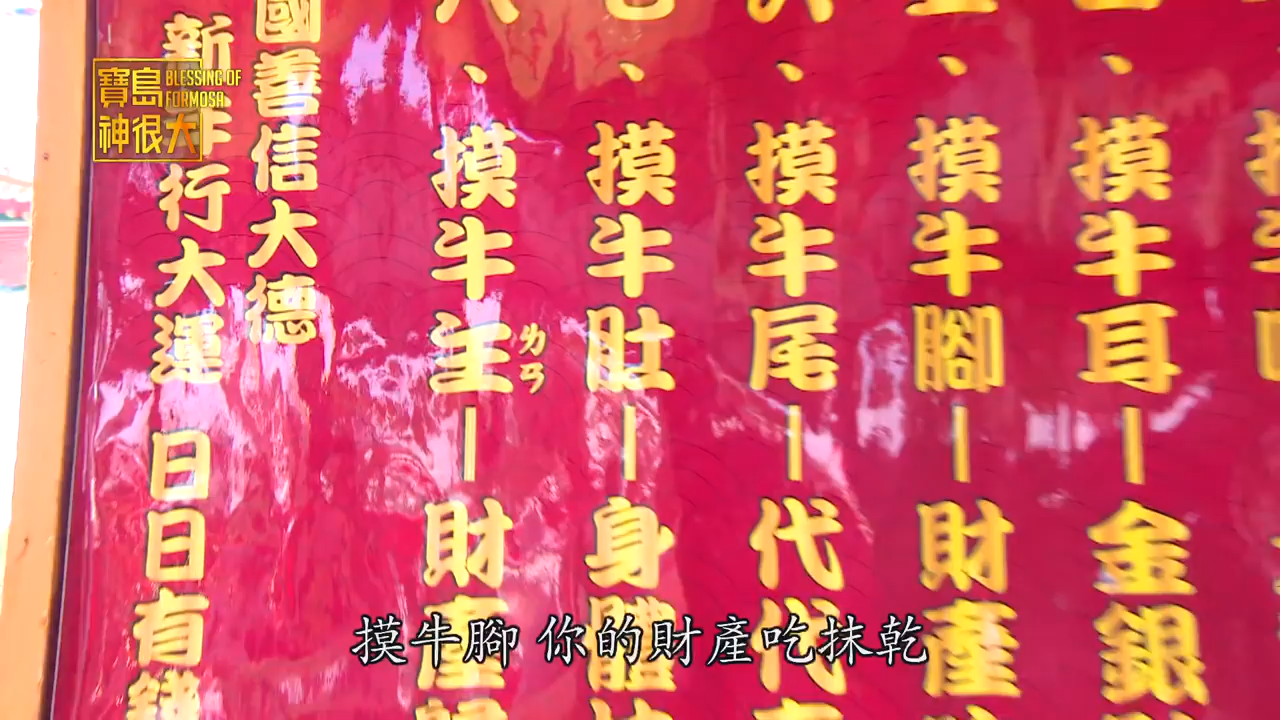 寶島
神很大
BLESSING OF
FORMOSA
摸牛耳-金銀
摸牛腳-財產
、摸牛尾-代代
、摸牛肚-身體
八、摸牛
ㄌㄢ
-財產
國善信大德
行大運 日日有錢
摸牛腳 你的財產吃抹乾